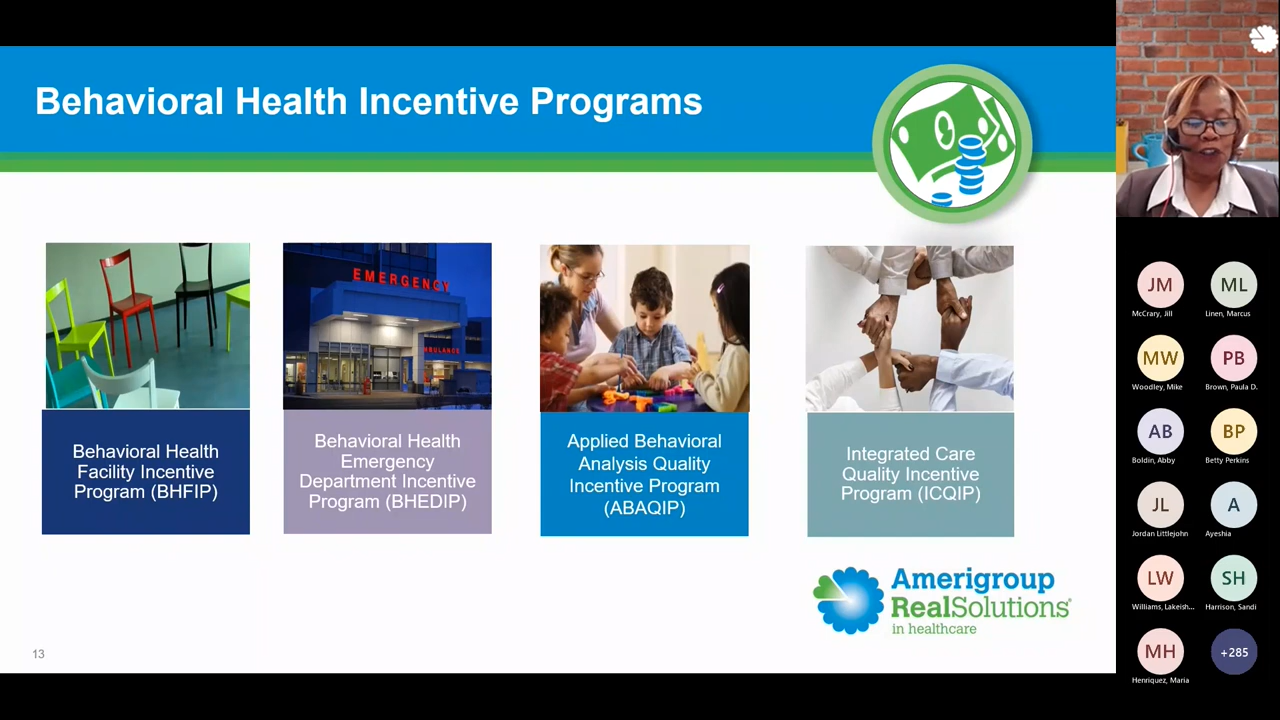 Behavioral Health Incentive Programs
EMERGENCY
AMBULANCE
Behavioral Health
Facility Incentive
Program (BHFIP)
Behavioral Health
Emergency
Department Incentive
Program (BHEDIP)
Applied Behavioral
Analysis Quality
Incentive Program
(ABAQIP)
Integrated Care
Quality Incentive
Program (ICQIP)
Amerigroup
RealSolutions®
in healthcare
13
JM
McCrary, Jill
ML
Linen, Marcus
MW
Woodley, Mike
PB
Brown, Paula D.
AB
Boldin, Abby
BP
Betty Perkins
JL
Jordan Littlejohn
A
Ayeshia
LW
Williams, Lakeish...
SH
Harrison, Sandi
MH
Henriquez, Maria
+285